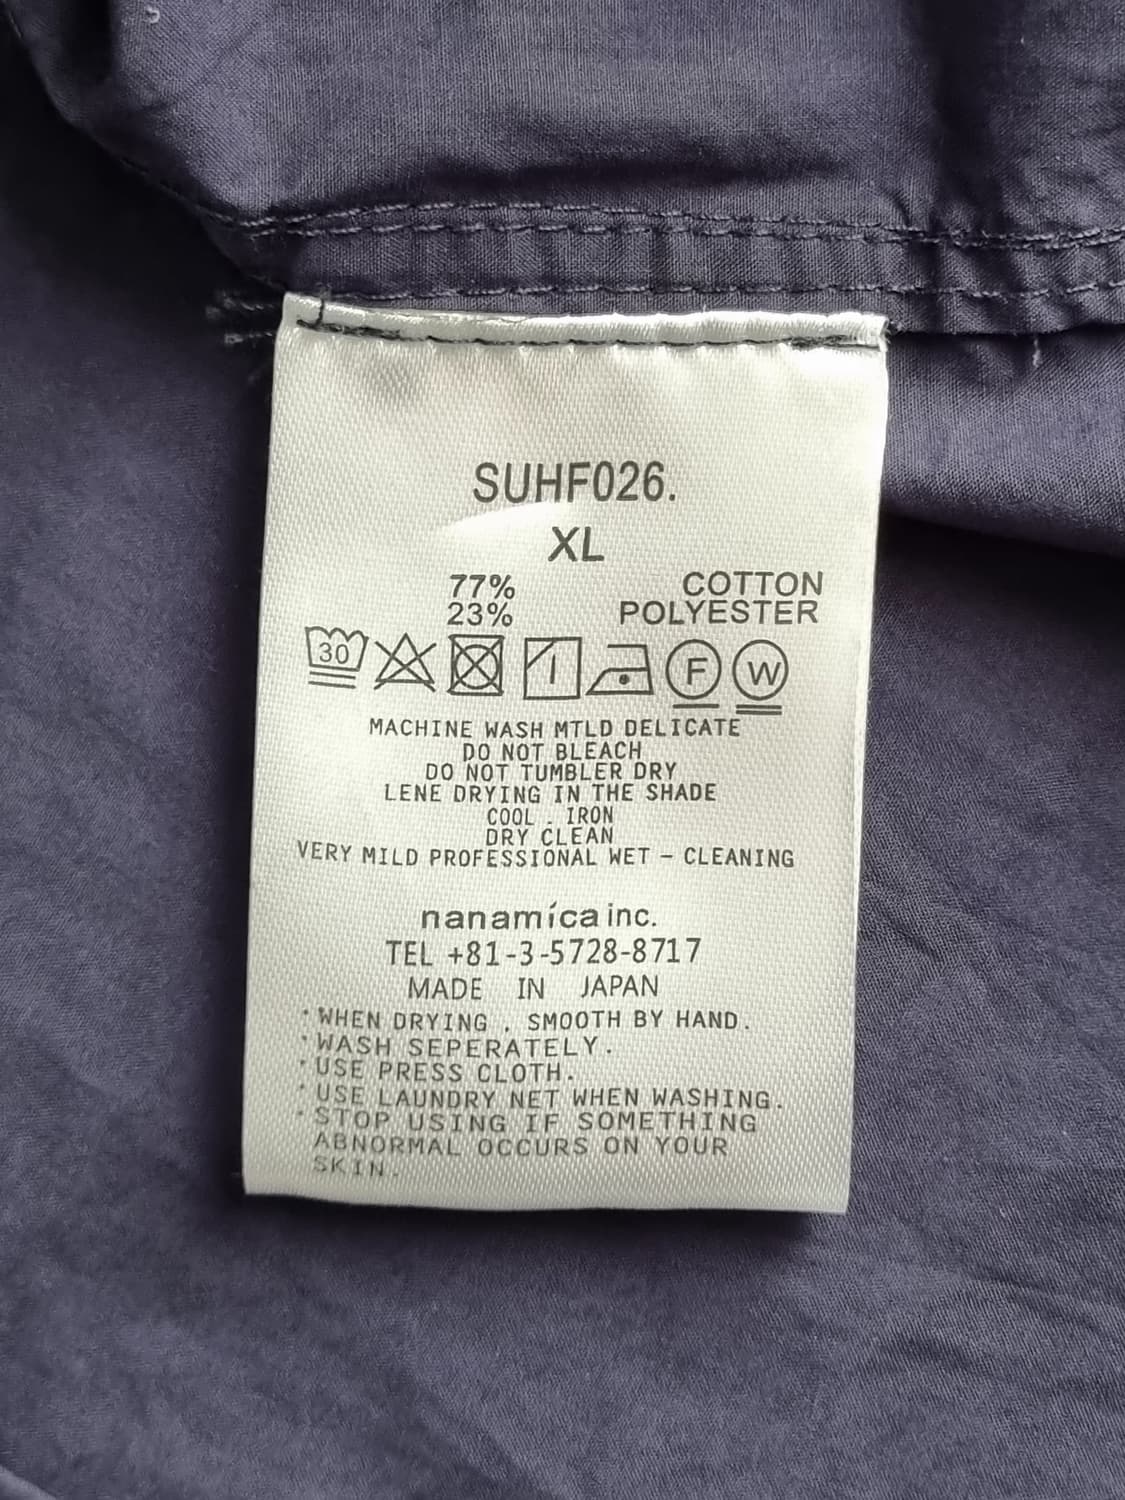 SUHF026.
XL
77% COTTON
23% POLYESTER
30 F W
MACHINE WASH MTLD DELICATE
DO NOT BLEACH
DO NOT TUMBLER DRY
LENE DRYING IN THE SHADE
COOL . IRON
DRY CLEAN
VERY MILD PROFESSIONAL WET - CLEANING
nanamica inc.
TEL +81-3-5728-8717
MADE IN JAPAN
・WHEN DRYING , SMOOTH BY HAND.
・WASH SEPERATELY.
・USE PRESS CLOTH.
・USE LAUNDRY NET WHEN WASHING.
・STOP USING IF SOMETHING
ABNORMAL OCCURS ON YOUR
SKIN.